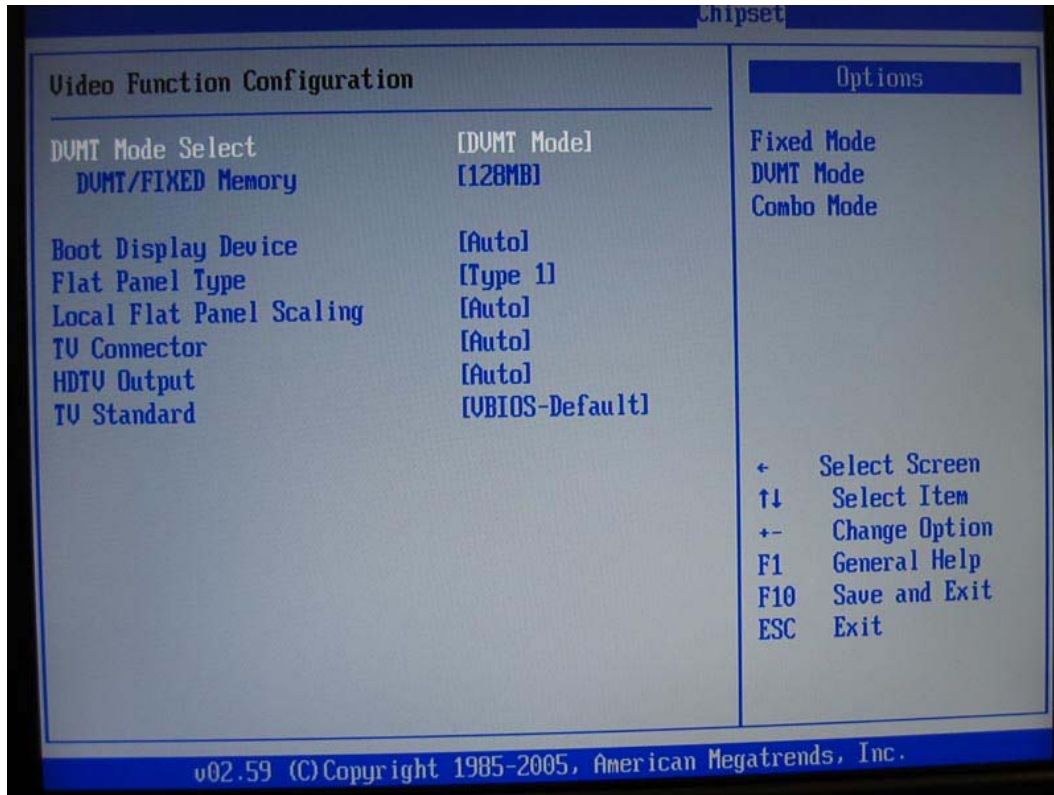 Chipset
Video Function Configuration
DVMT Mode Select [DVMT Mode]
DVMT/FIXED Memory [128MB]
Boot Display Device [Auto]
Flat Panel Type [Type 1]
Local Flat Panel Scaling [Auto]
TV Connector [Auto]
HDTV Output [Auto]
TV Standard [VBIOS-Default]
Options
Fixed Mode
DVMT Mode
Combo Mode
← Select Screen
↑↓ Select Item
+- Change Option
F1 General Help
F10 Save and Exit
ESC Exit
v02.59 (C)Copyright 1985-2005, American Megatrends, Inc.